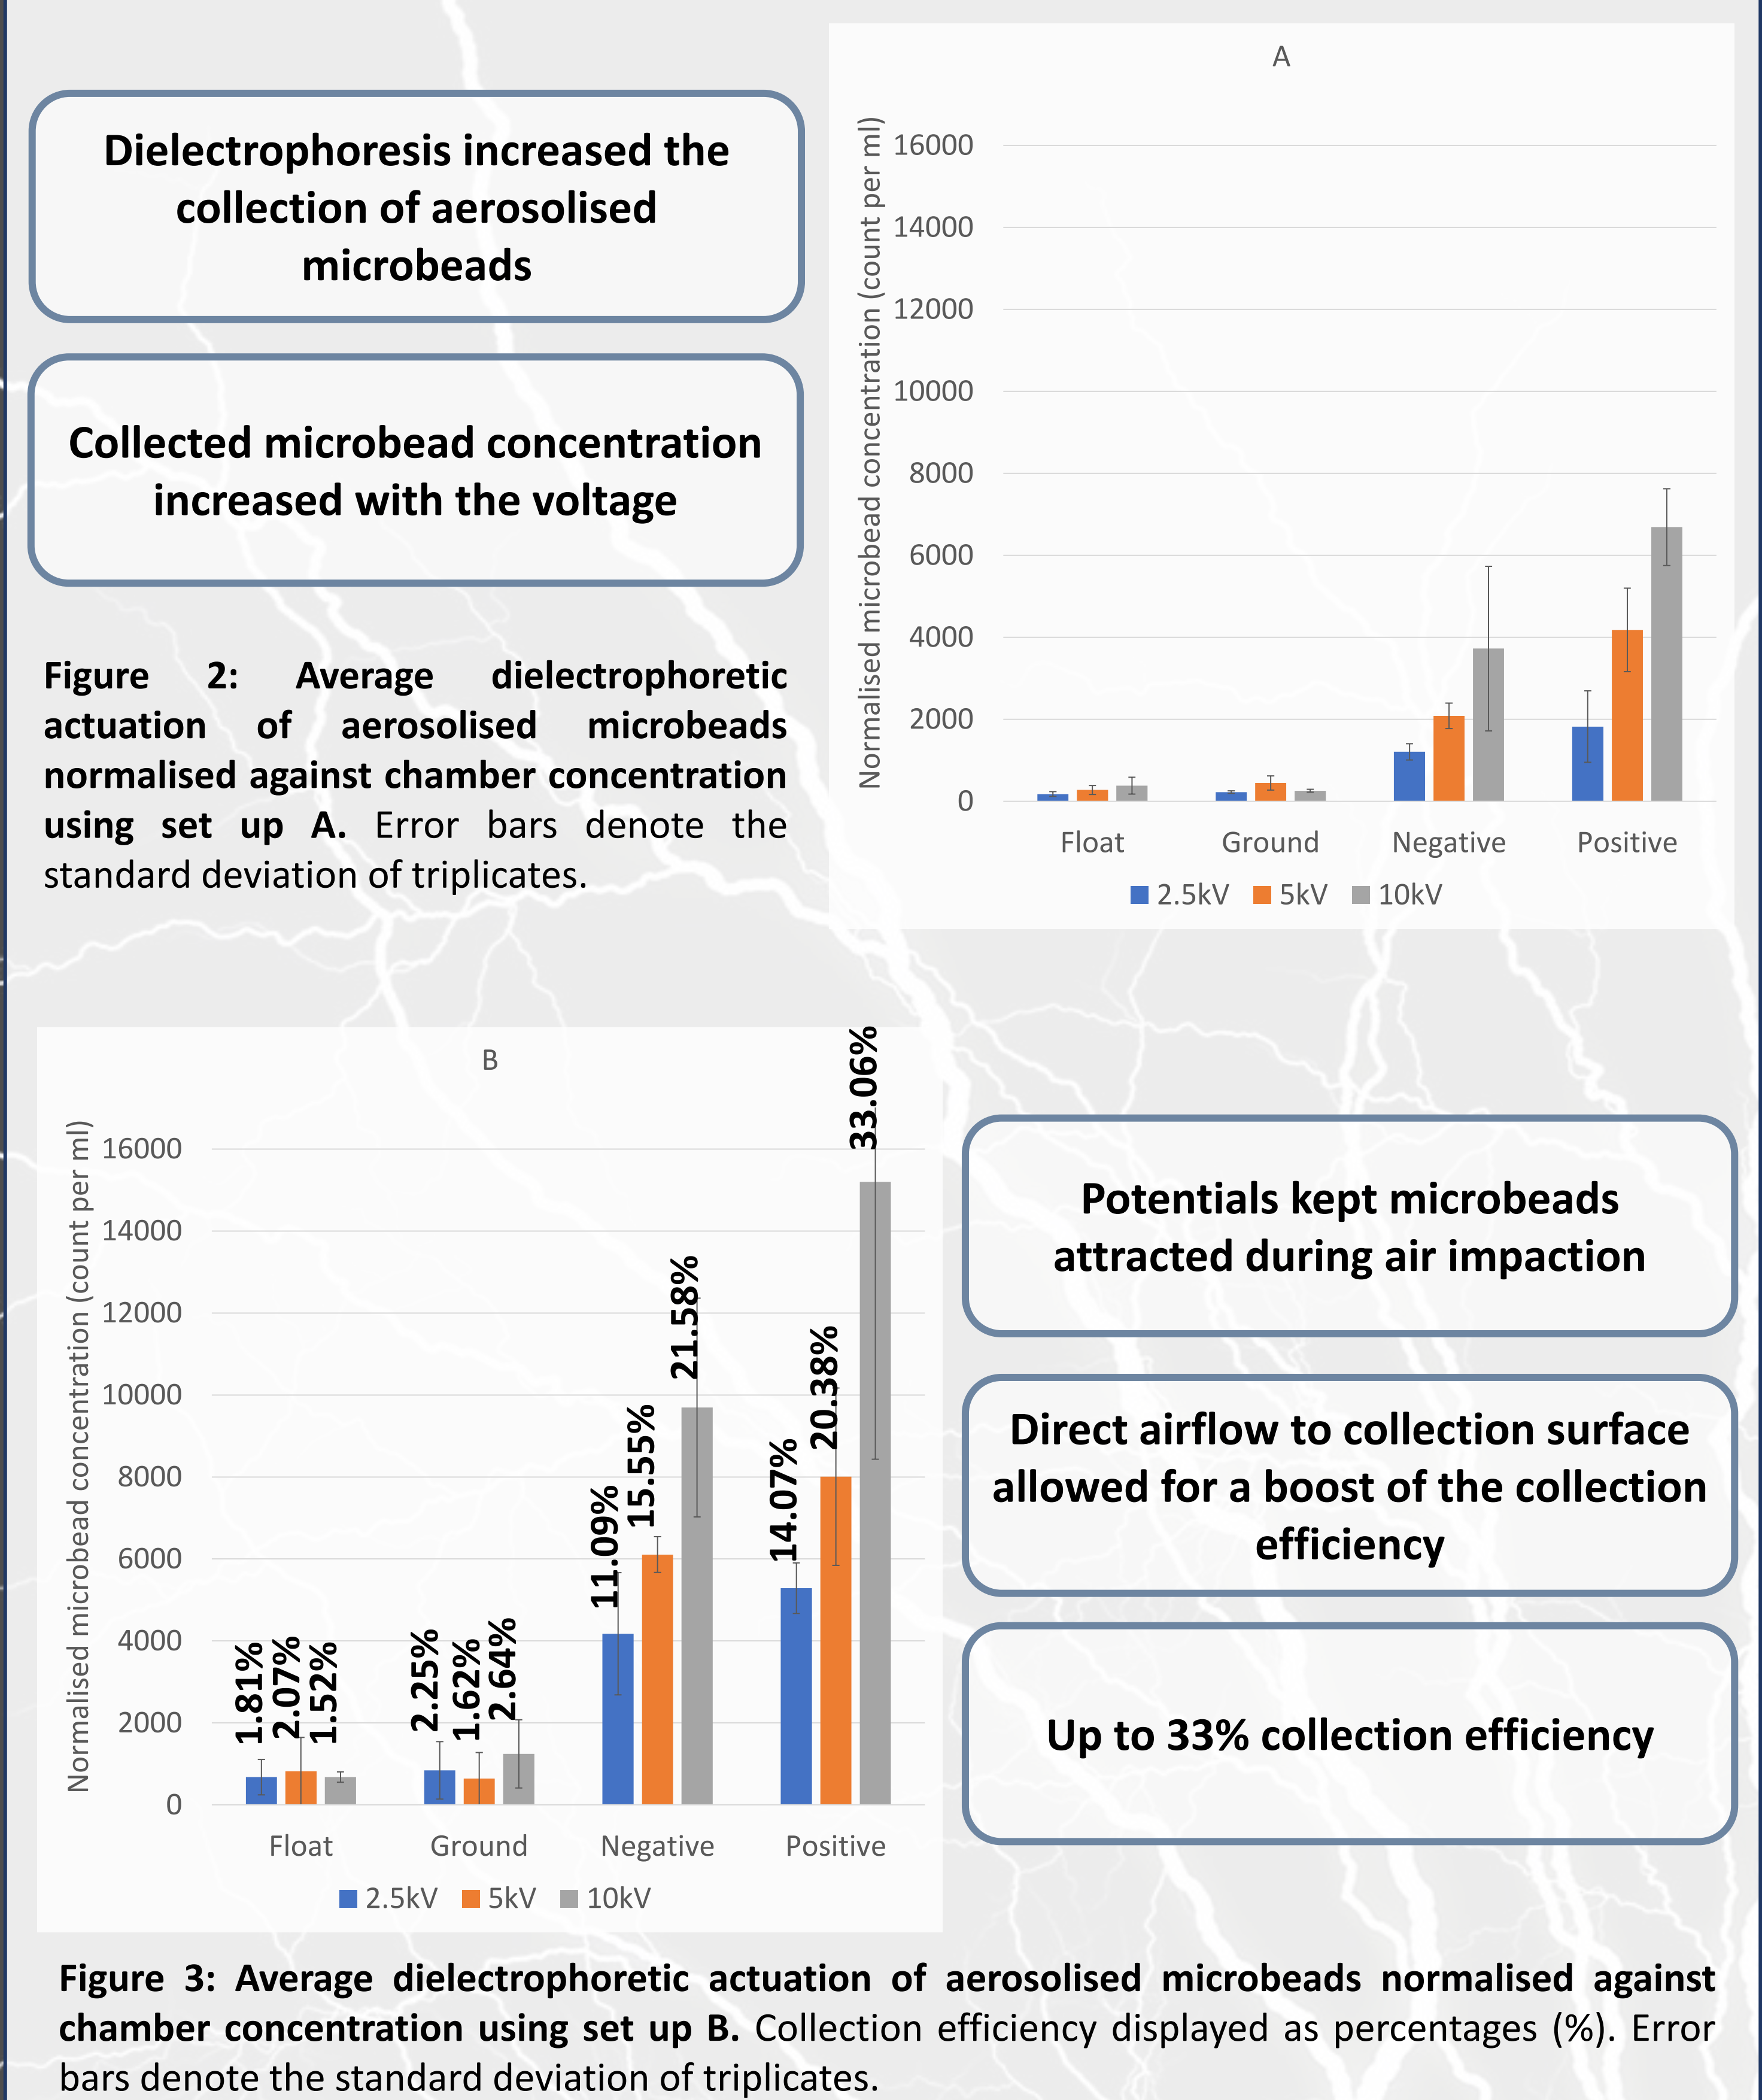 Dielectrophoresis increased the
collection of aerosolised
microbeads
Collected microbead concentration
increased with the voltage
Figure 2: Average dielectrophoretic
actuation of aerosolised microbeads
normalised against chamber concentration
using set up A. Error bars denote the
standard deviation of triplicates.
A
Normalised microbead concentration (count per ml)
16000
14000
12000
10000
8000
6000
4000
2000
0
Float Ground Negative Positive
2.5kV 5kV 10kV
B
Normalised microbead concentration (count per ml)
16000
14000
12000
10000
8000
6000
4000
2000
0
1.81%
2.07%
1.52%
2.25%
1.62%
2.64%
11.09%
15.55%
21.58%
14.07%
20.38%
33.06%
Float Ground Negative Positive
2.5kV 5kV 10kV
Potentials kept microbeads
attracted during air impaction
Direct airflow to collection surface
allowed for a boost of the collection
efficiency
Up to 33% collection efficiency
Figure 3: Average dielectrophoretic actuation of aerosolised microbeads normalised against
chamber concentration using set up B. Collection efficiency displayed as percentages (%). Error
bars denote the standard deviation of triplicates.